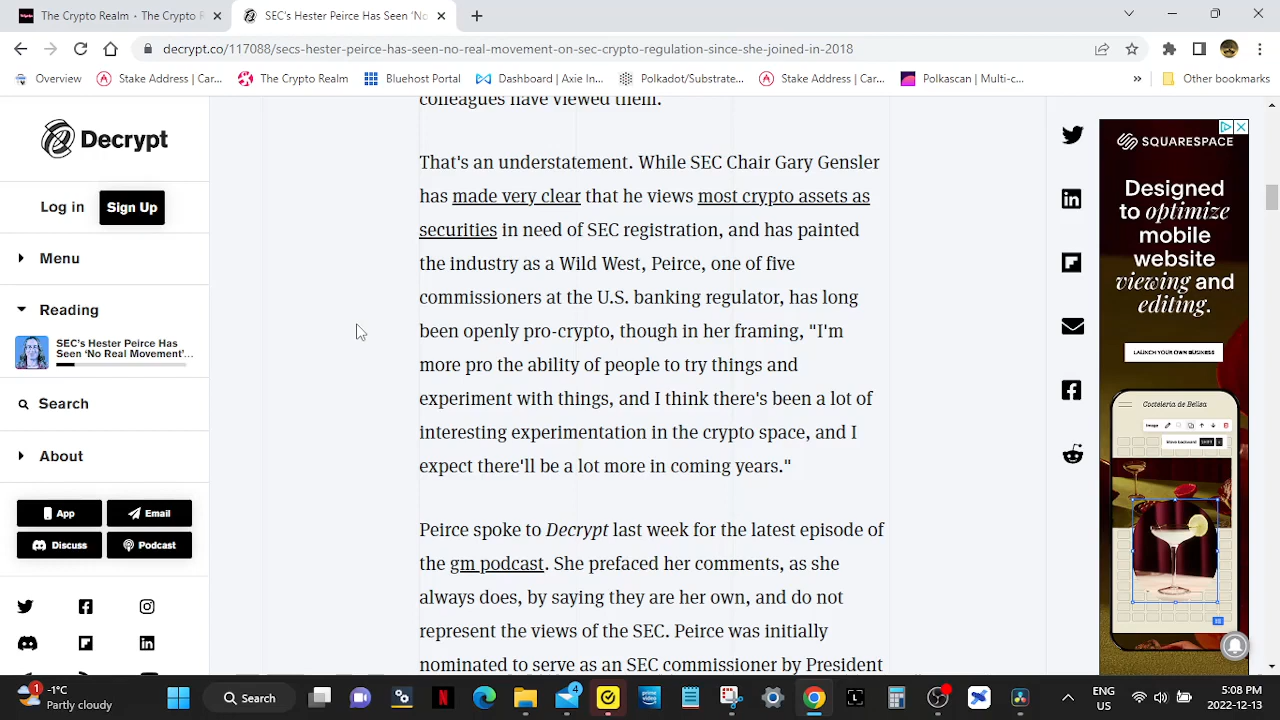 The Crypto Realm • The Crypto R
SEC's Hester Peirce Has Seen 'No
decrypt.co/117088/secs-hester-peirce-has-seen-no-real-movement-on-sec-crypto-regulation-since-she-joined-in-2018
Overview
Stake Address | Car...
The Crypto Realm
Bluehost Portal
Dashboard | Axie In...
Polkadot/Substrate...
Stake Address | Car...
Polkascan | Multi-c...
Other bookmarks
Decrypt
Log in
Sign Up
Menu
Reading
SEC's Hester Peirce Has
Seen 'No Real Movement'...
Search
About
App
Email
Discuss
Podcast
colleagues have viewed them.
That's an understatement. While SEC Chair Gary Gensler
has made very clear that he views most crypto assets as
securities in need of SEC registration, and has painted
the industry as a Wild West, Peirce, one of five
commissioners at the U.S. banking regulator, has long
been openly pro-crypto, though in her framing, "I'm
more pro the ability of people to try things and
experiment with things, and I think there's been a lot of
interesting experimentation in the crypto space, and I
expect there'll be a lot more in coming years."
Peirce spoke to Decrypt last week for the latest episode of
the gm podcast. She prefaced her comments, as she
always does, by saying they are her own, and do not
represent the views of the SEC. Peirce was initially
nominated to serve as an SEC commissioner by President
SQUARESPACE
Designed
to optimize
mobile
website
viewing and
editing.
LAUNCH YOUR OWN BUSINESS
Costelería de Belisa
Image
Move backward
-1°C
Partly cloudy
Search
ENG
US
5:08 PM
2022-12-13